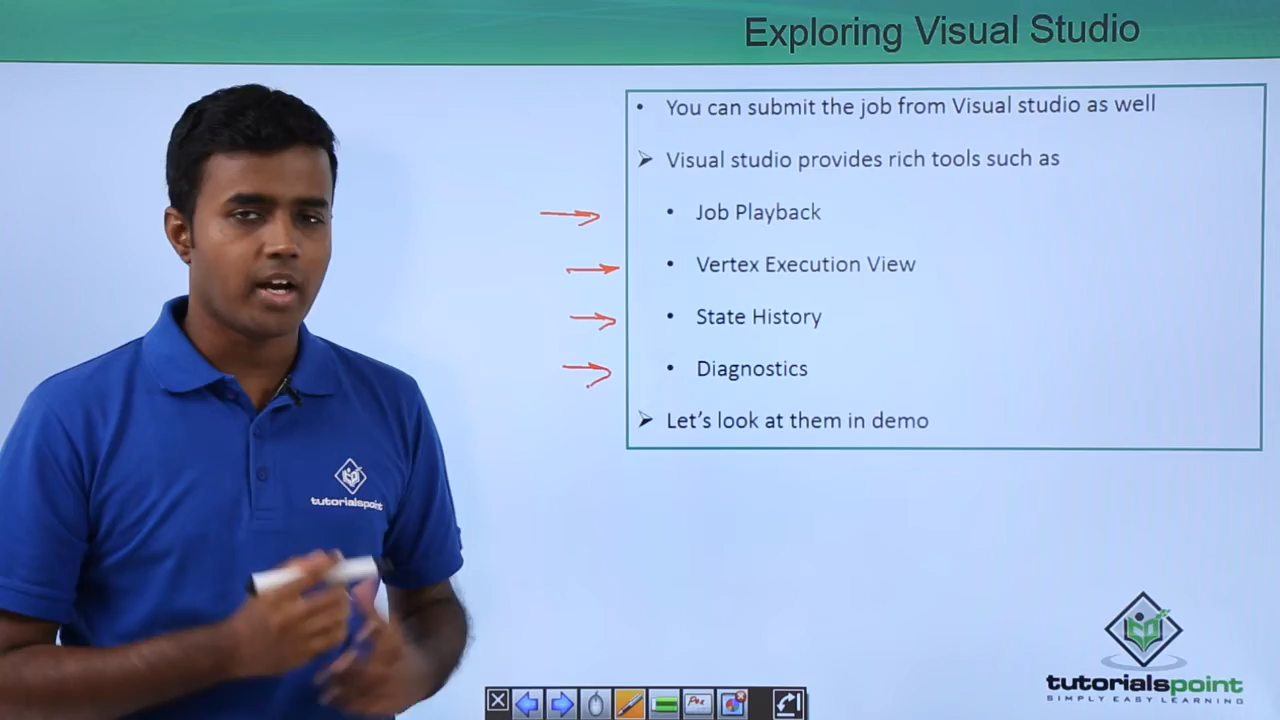 Exploring Visual Studio
• You can submit the job from Visual studio as well
➢ Visual studio provides rich tools such as
• Job Playback
• Vertex Execution View
• State History
• Diagnostics
➢ Let's look at them in demo
tutorialspoint
tutorialspoint
SIMPLY EASY LEARNING